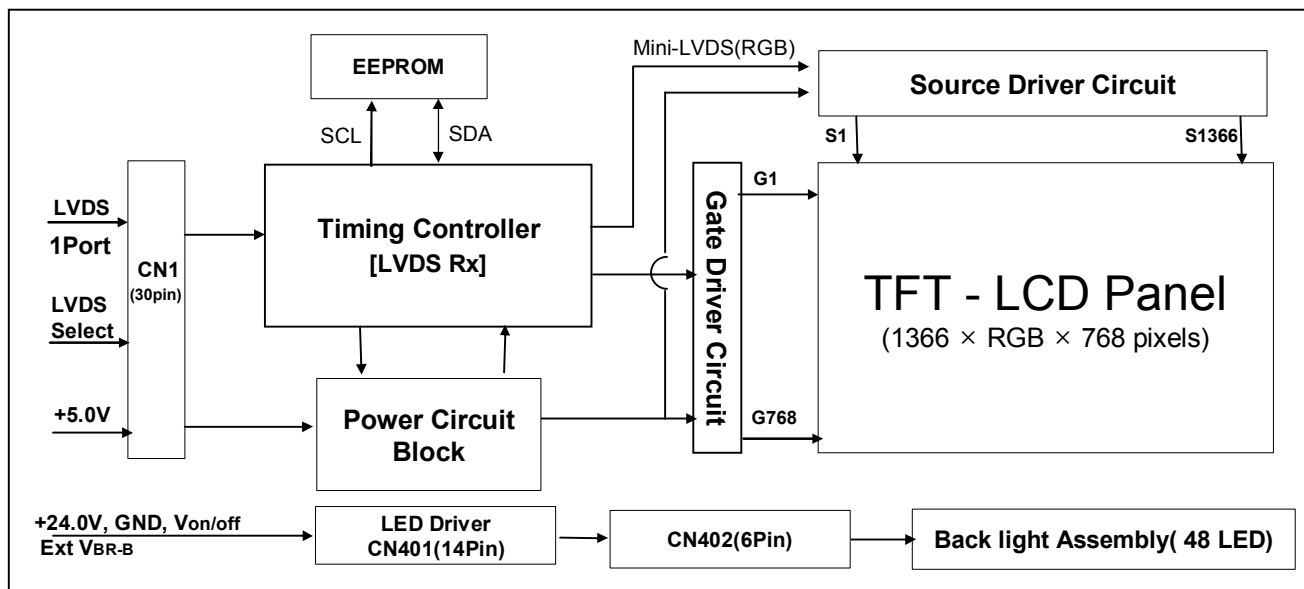 EEPROM
Mini-LVDS(RGB)
Source Driver Circuit
SCL
SDA
S1
S1366
LVDS
1Port
LVDS
Select
+5.0V
CN1
(30pin)
Timing Controller
[LVDS Rx]
Power Circuit
Block
Gate Driver Circuit
G1
G768
TFT - LCD Panel
(1366 × RGB × 768 pixels)
+24.0V, GND, Von/off
Ext VBR-B
LED Driver
CN401(14Pin)
CN402(6Pin)
Back light Assembly( 48 LED)